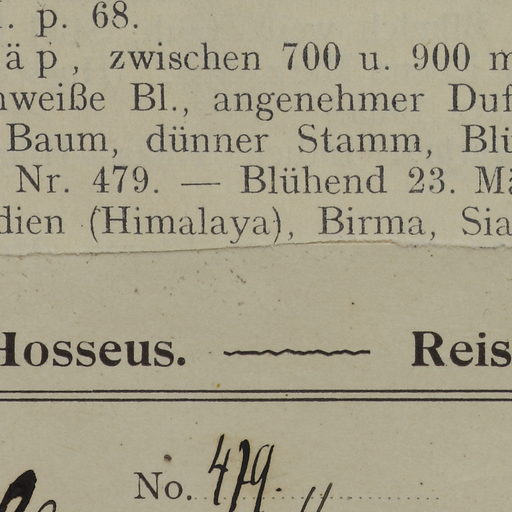 . p. 68.
äp, zwischen 700 u. 900 m
nweiße Bl., angenehmer Duf
Baum, dünner Stamm, Blü
Nr. 479. — Blühend 23. Mä
dien (Himalaya), Birma, Sia
Hosseus. Reis
No. 479.